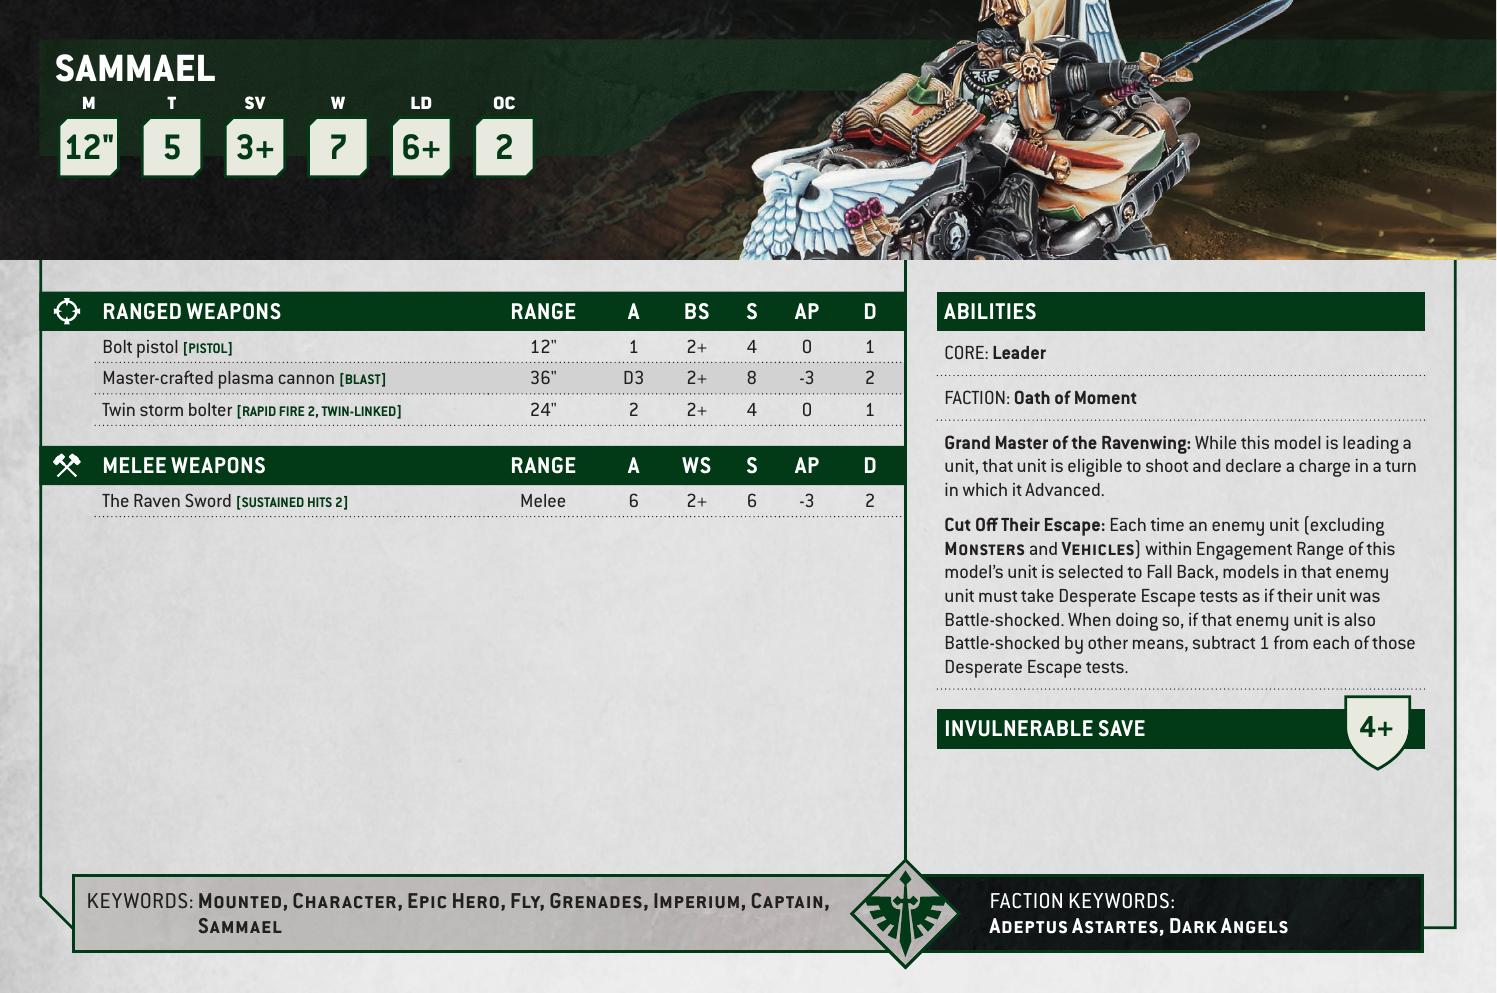 SAMMAEL
M T SV W LD OC
12" 5 3+ 7 6+ 2
RANGED WEAPONS RANGE A BS S AP D
Bolt pistol [PISTOL] 12" 1 2+ 4 0 1
Master-crafted plasma cannon [BLAST] 36" D3 2+ 8 -3 2
Twin storm bolter [RAPID FIRE 2, TWIN-LINKED] 24" 2 2+ 4 0 1
MELEE WEAPONS RANGE A WS S AP D
The Raven Sword [SUSTAINED HITS 2] Melee 6 2+ 6 -3 2
ABILITIES
CORE: Leader
FACTION: Oath of Moment
Grand Master of the Ravenwing: While this model is leading a
unit, that unit is eligible to shoot and declare a charge in a turn
in which it Advanced.
Cut Off Their Escape: Each time an enemy unit (excluding
MONSTERS and VEHICLES) within Engagement Range of this
model's unit is selected to Fall Back, models in that enemy
unit must take Desperate Escape tests as if their unit was
Battle-shocked. When doing so, if that enemy unit is also
Battle-shocked by other means, subtract 1 from each of those
Desperate Escape tests.
INVULNERABLE SAVE 4+
KEYWORDS: MOUNTED, CHARACTER, EPIC HERO, FLY, GRENADES, IMPERIUM, CAPTAIN,
SAMMAEL
FACTION KEYWORDS:
ADEPTUS ASTARTES, DARK ANGELS